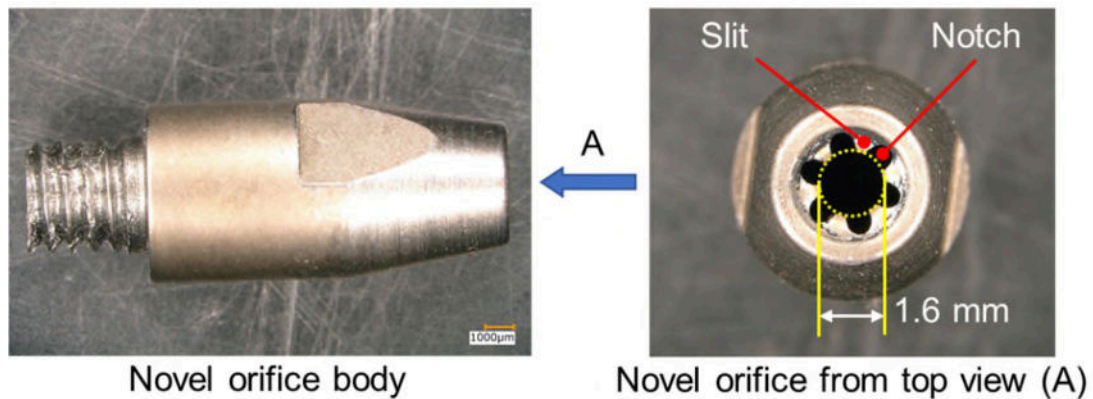 Slit
Notch
A
1.6 mm
1000µm
Novel orifice body
Novel orifice from top view (A)